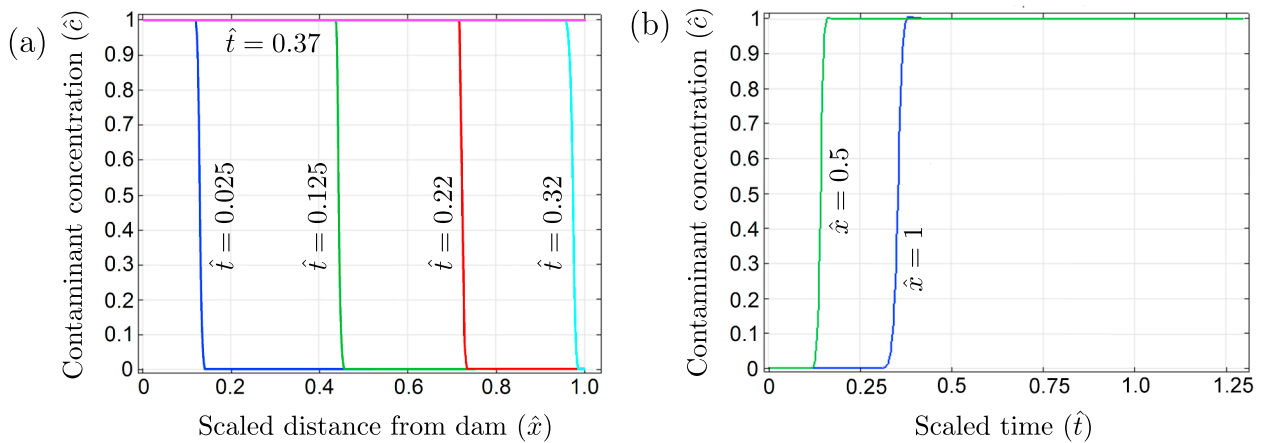 (a)
Contaminant concentration (ĉ)
1
0.9
0.8
0.7
0.6
0.5
0.4
0.3
0.2
0.1
0
t̂ = 0.37
t̂ = 0.025
t̂ = 0.125
t̂ = 0.22
t̂ = 0.32
0 0.2 0.4 0.6 0.8 1.0
Scaled distance from dam (x̂)
(b)
Contaminant concentration (ĉ)
1
0.9
0.8
0.7
0.6
0.5
0.4
0.3
0.2
0.1
0
x̂ = 0.5
x̂ = 1
0 0.25 0.5 0.75 1.0 1.25
Scaled time (t̂)